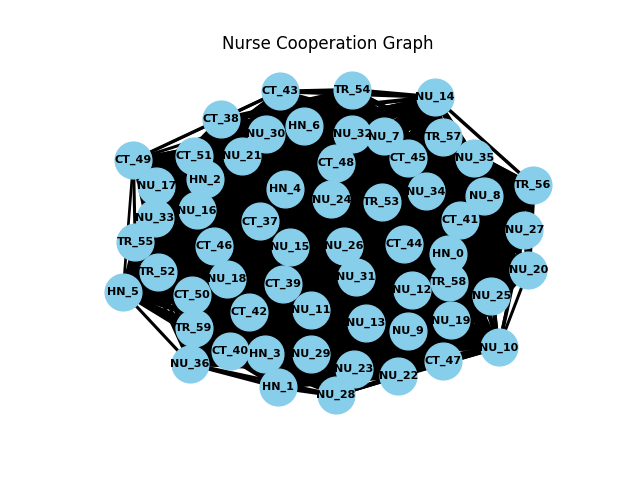 Nurse Cooperation Graph
CT_43
TR_54
NU_14
CT_38
NU_30
HN_6
NU_32
NU_7
TR_57
CT_49
CT_51
NU_21
CT_48
CT_45
NU_35
NU_17
HN_2
HN_4
NU_24
TR_53
NU_34
NU_8
TR_56
NU_33
NU_16
CT_37
CT_41
NU_27
TR_55
CT_46
NU_15
NU_26
CT_44
HN_0
TR_52
NU_18
CT_39
NU_31
NU_12
TR_58
NU_20
HN_5
CT_50
CT_42
NU_11
NU_25
TR_59
NU_13
NU_9
NU_19
NU_36
CT_40
HN_3
NU_29
NU_23
NU_22
CT_47
NU_10
HN_1
NU_28